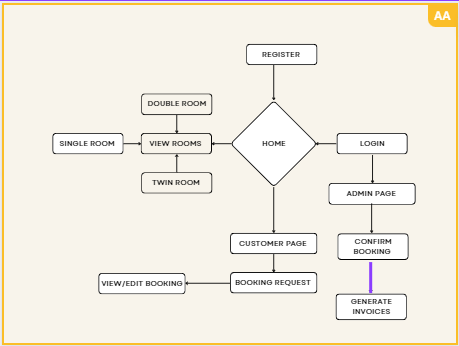 AA
REGISTER
DOUBLE ROOM
SINGLE ROOM
VIEW ROOMS
HOME
LOGIN
TWIN ROOM
ADMIN PAGE
CUSTOMER PAGE
CONFIRM
BOOKING
VIEW/EDIT BOOKING
BOOKING REQUEST
GENERATE
INVOICES